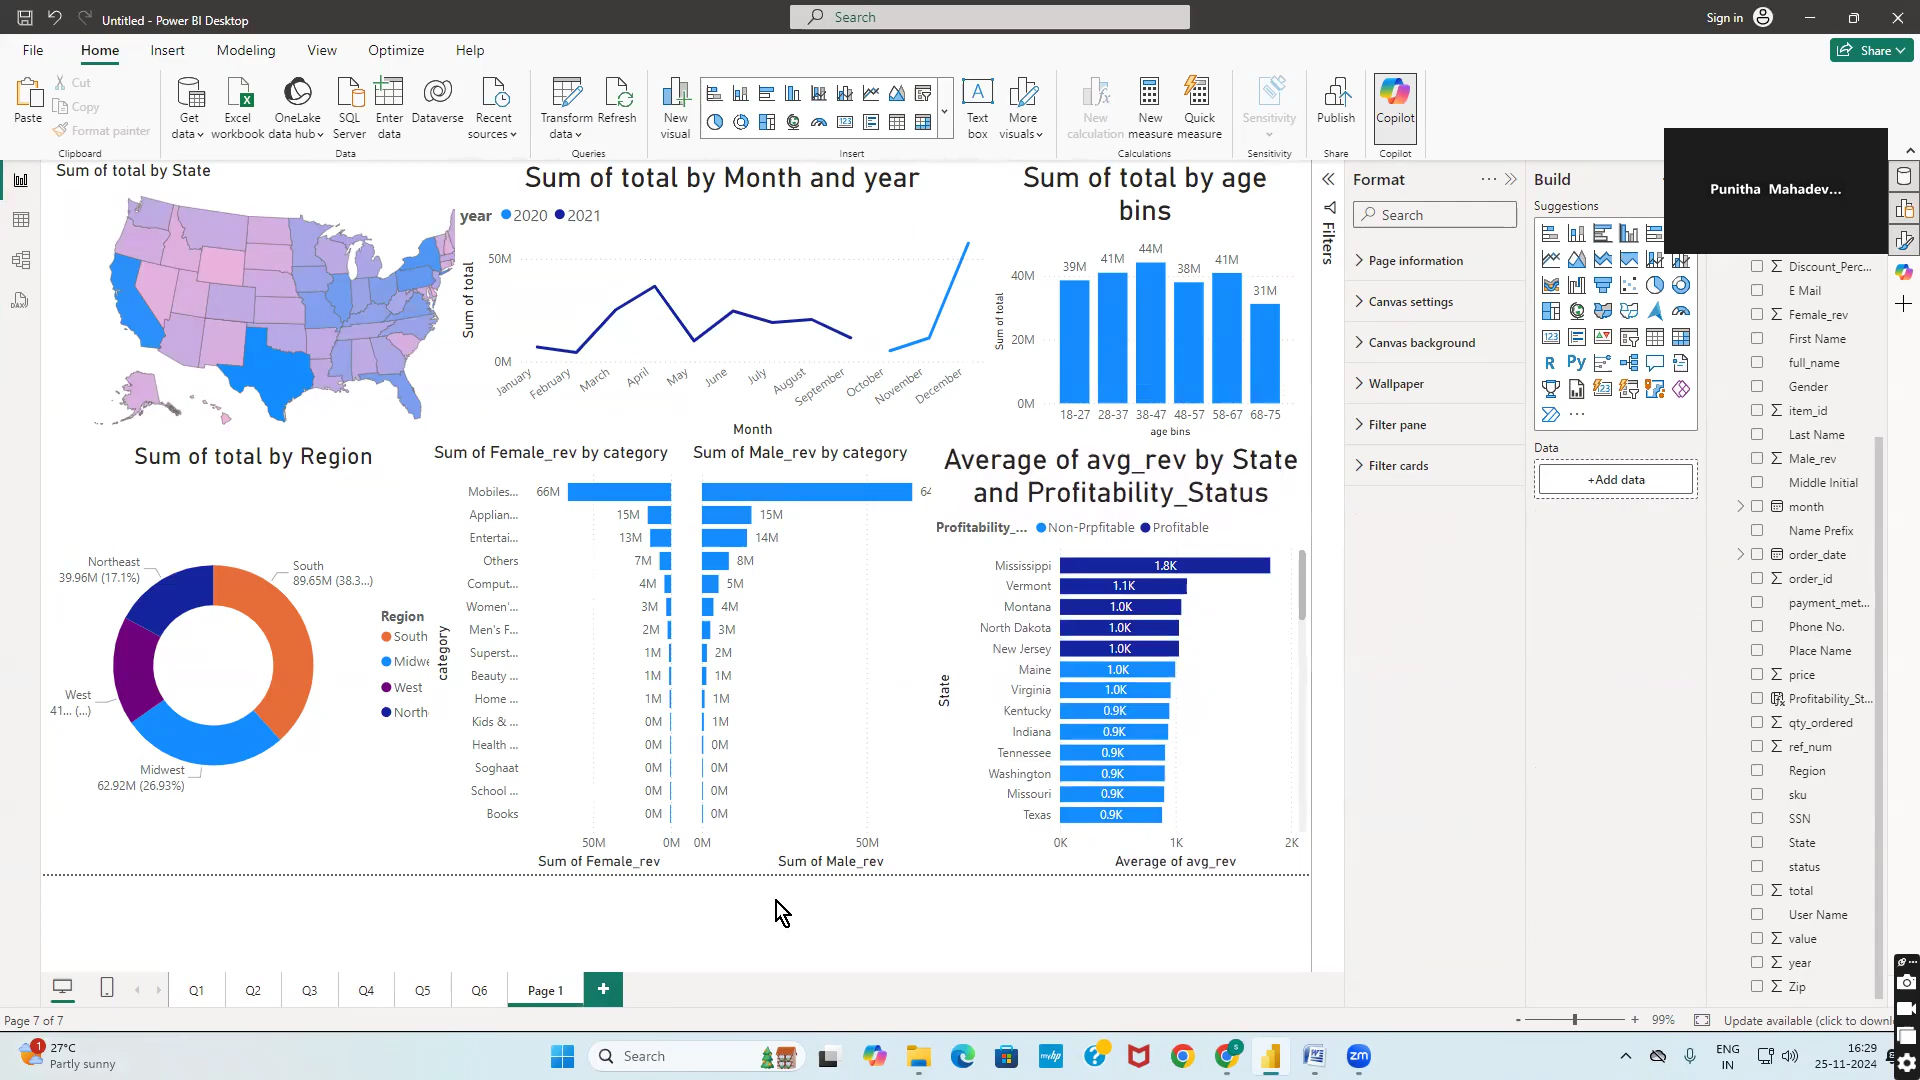 Untitled - Power BI Desktop
Search
Sign in
File Home Insert Modeling View Optimize Help
Share
Paste
Cut
Copy
Format painter
Clipboard
Get data
Excel workbook
OneLake data hub
SQL Server
Enter data
Dataverse
Recent sources
Data
Transform data
Refresh
Queries
New visual
Text box
More visuals
Insert
New calculation
New measure
Quick measure
Calculations
Sensitivity
Sensitivity
Publish
Share
Copilot
Copilot
Punitha Mahadev...
Sum of total by State
Sum of total by Month and year
year 2020 2021
Sum of total
50M
0M
January February March April May June July August September October November December
Month
Sum of total by age
bins
Sum of total
40M
20M
0M
39M 41M 44M 38M 41M 31M
18-27 28-37 38-47 48-57 58-67 68-75
age bins
Sum of total by Region
Northeast
39.96M (17.1%)
South
89.65M (38.3...)
West
41... (...)
Midwest
62.92M (26.93%)
Region
South
Midwe
West
North
Sum of Female_rev by category
Sum of Male_rev by category
category
Mobiles... 66M 64
Applian... 15M 15M
Entertai... 13M 14M
Others 7M 8M
Comput... 4M 5M
Women'... 3M 4M
Men's F... 2M 3M
Superst... 1M 2M
Beauty ... 1M 1M
Home ... 1M 1M
Kids & ... 0M 1M
Health ... 0M 0M
Soghaat 0M 0M
School ... 0M 0M
Books 0M 0M
50M 0M 0M 50M
Sum of Female_rev
Sum of Male_rev
Average of avg_rev by State
and Profitability_Status
Profitability_... Non-Prpfitable Profitable
State
Mississippi 1.8K
Vermont 1.1K
Montana 1.0K
North Dakota 1.0K
New Jersey 1.0K
Maine 1.0K
Virginia 1.0K
Kentucky 0.9K
Indiana 0.9K
Tennessee 0.9K
Washington 0.9K
Missouri 0.9K
Texas 0.9K
0K 1K 2K
Average of avg_rev
Filters
Format
Search
Page information
Canvas settings
Canvas background
Wallpaper
Filter pane
Filter cards
Build
Suggestions
Data
+Add data
Discount_Perc...
E Mail
Female_rev
First Name
full_name
Gender
item_id
Last Name
Male_rev
Middle Initial
month
Name Prefix
order_date
order_id
payment_met...
Phone No.
Place Name
price
Profitability_St...
qty_ordered
ref_num
Region
sku
SSN
State
status
total
User Name
value
year
Zip
Q1 Q2 Q3 Q4 Q5 Q6 Page 1
Page 7 of 7
99%
Update available (click to downl
1
27°C
Partly sunny
Search
ENG
IN
16:29
25-11-2024